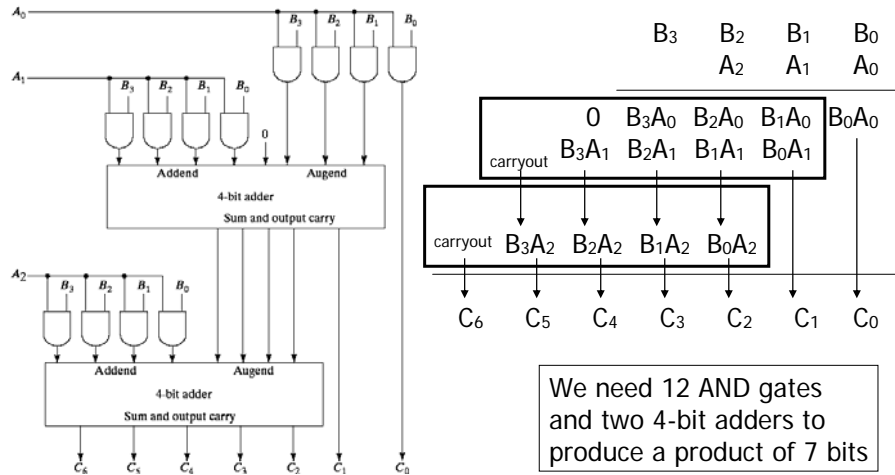 A0
B3 B2 B1 B0
A1
B3 B2 B1 B0
0
Addend Augend
4-bit adder
Sum and output carry
A2
B3 B2 B1 B0
Addend Augend
4-bit adder
Sum and output carry
C6 C5 C4 C3 C2 C1 C0
B3 B2 B1 B0
A2 A1 A0
0 B3A0 B2A0 B1A0 B0A0
carryout B3A1 B2A1 B1A1 B0A1
carryout B3A2 B2A2 B1A2 B0A2
C6 C5 C4 C3 C2 C1 C0
We need 12 AND gates
and two 4-bit adders to
produce a product of 7 bits